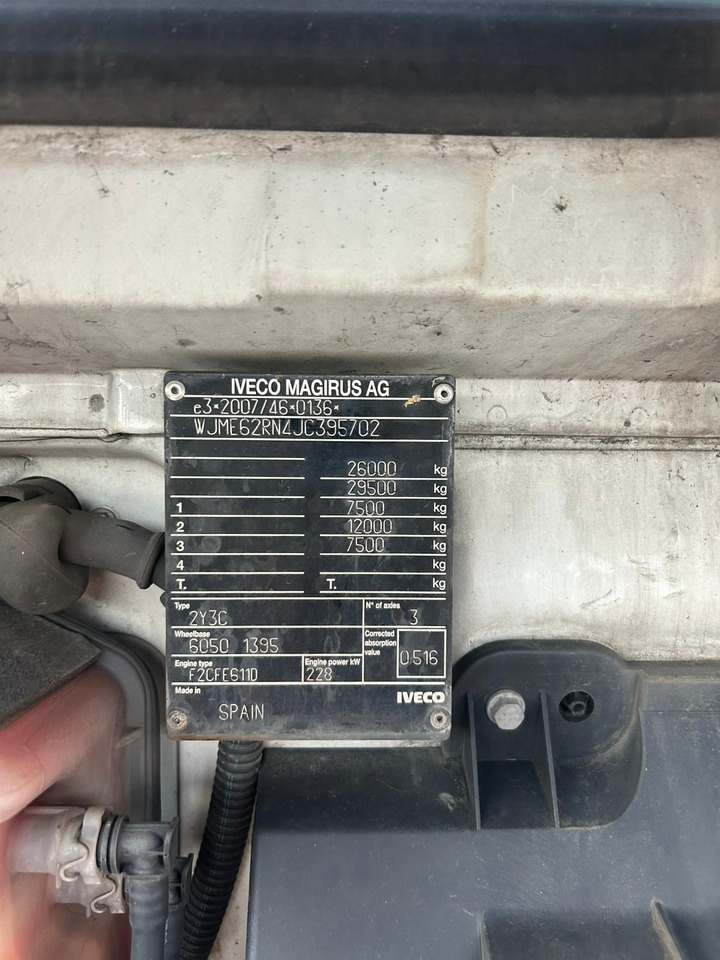 IVECO MAGIRUS AG
e3*2007/46*0136*
WJME62RN4JC395702
26000 kg
29500 kg
1 7500 kg
2 12000 kg
3 7500 kg
4 kg
T. T. kg
Type 2Y3C N° of axles 3
Wheelbase 6050 1395
Corrected absorption value 0516
Engine type F2CFE611D Engine power kW 228
Made in SPAIN IVECO